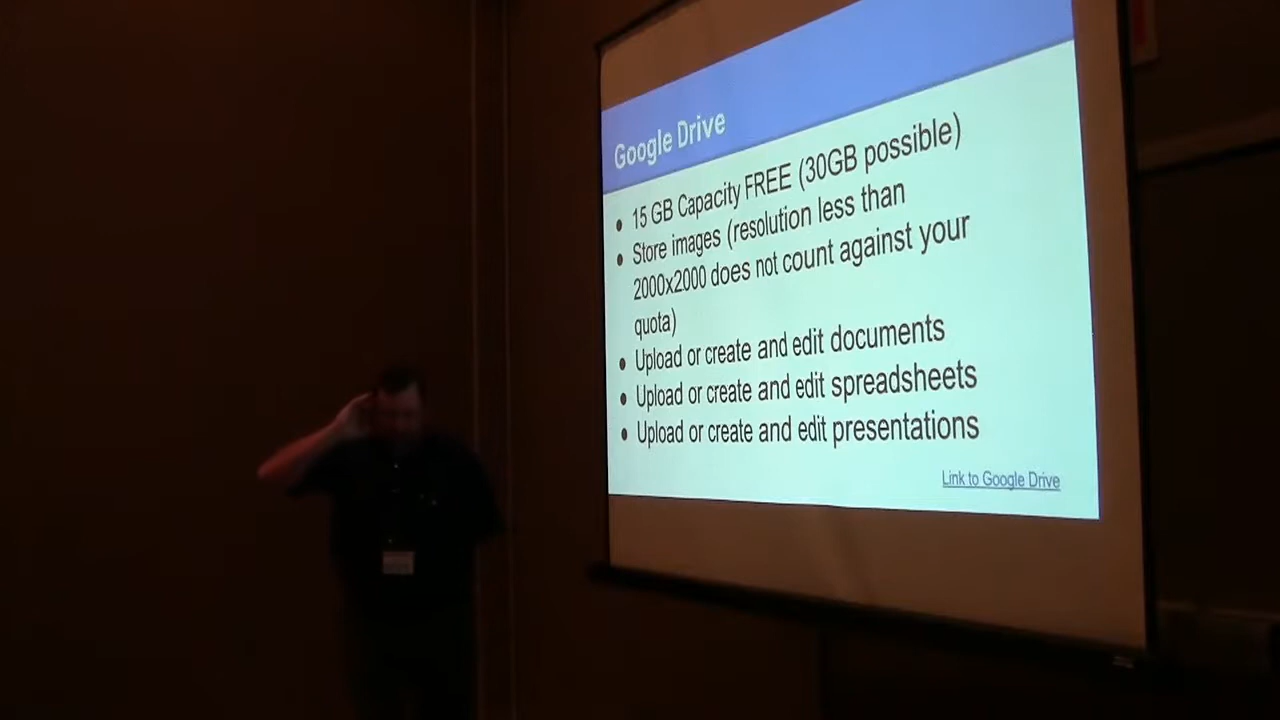 Google Drive
● 15 GB Capacity FREE (30GB possible)
● Store images (resolution less than
2000x2000 does not count against your
quota)
● Upload or create and edit documents
● Upload or create and edit spreadsheets
● Upload or create and edit presentations
Link to Google Drive